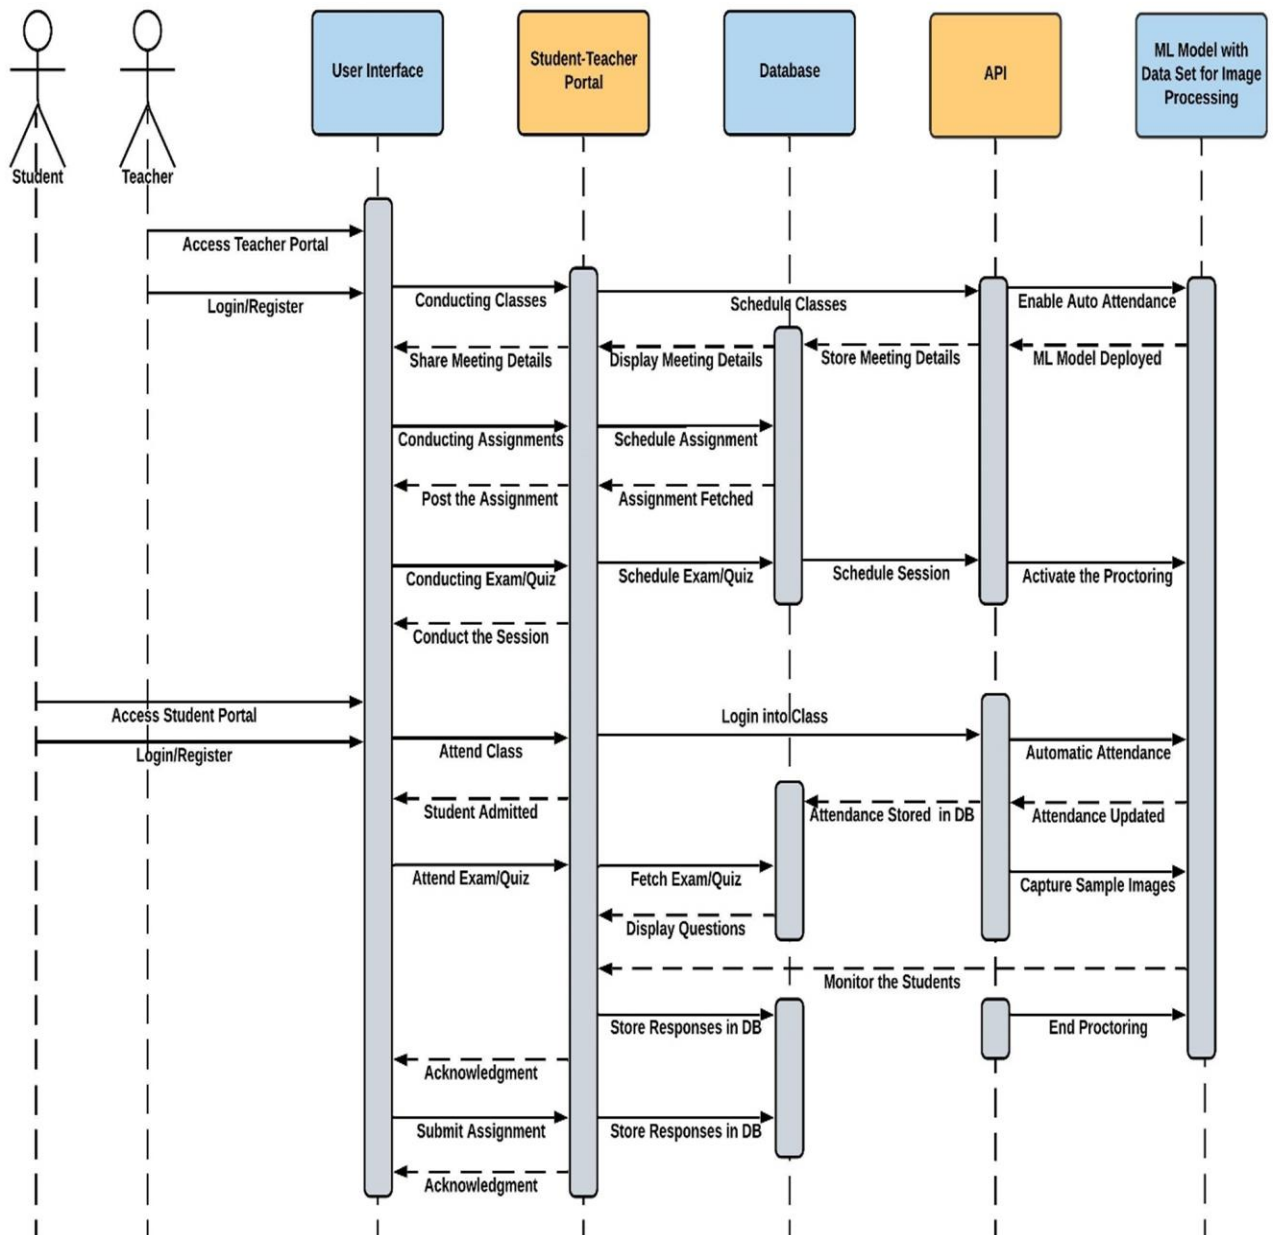 User Interface
Student-Teacher
Portal
Database
API
ML Model with
Data Set for Image
Processing
Student
Teacher
Access Teacher Portal
Login/Register
Conducting Classes
Schedule Classes
Enable Auto Attendance
Share Meeting Details
Display Meeting Details
Store Meeting Details
ML Model Deployed
Conducting Assignments
Schedule Assignment
Post the Assignment
Assignment Fetched
Conducting Exam/Quiz
Schedule Exam/Quiz
Schedule Session
Activate the Proctoring
Conduct the Session
Access Student Portal
Login into Class
Login/Register
Attend Class
Automatic Attendance
Student Admitted
Attendance Stored in DB
Attendance Updated
Attend Exam/Quiz
Fetch Exam/Quiz
Capture Sample Images
Display Questions
Monitor the Students
Store Responses in DB
End Proctoring
Acknowledgment
Submit Assignment
Store Responses in DB
Acknowledgment